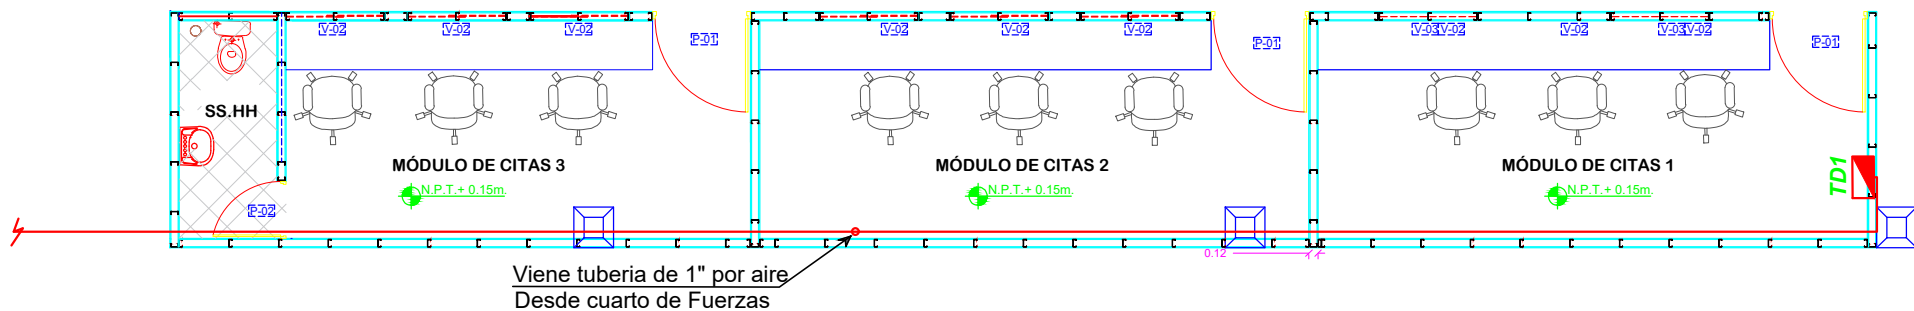 V-02 V-02 V-02 P-01 V-02 V-02 V-02 P-01 V-03 V-02 V-02 V-03 V-02 P-01
SS.HH
MÓDULO DE CITAS 3 MÓDULO DE CITAS 2 MÓDULO DE CITAS 1
TD1
N.P.T.+ 0.15m. N.P.T.+ 0.15m. N.P.T.+ 0.15m.
P-02
0.12
Viene tuberia de 1" por aire
Desde cuarto de Fuerzas